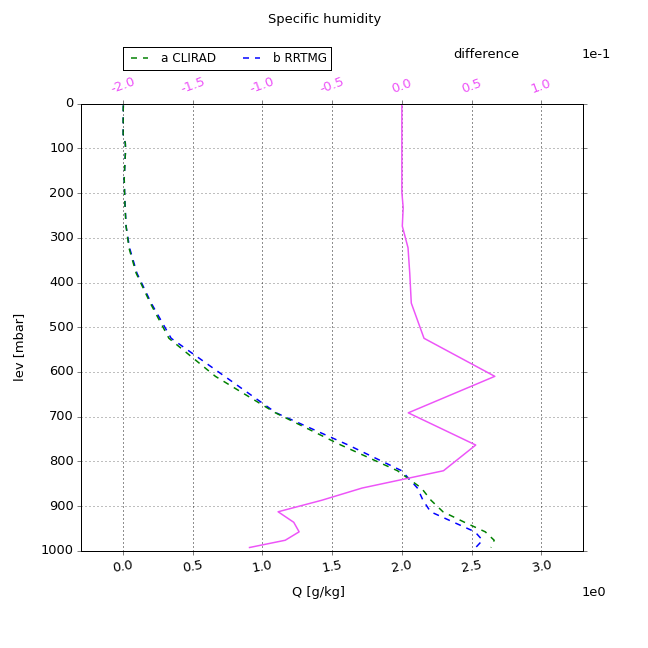 Specific humidity
a CLIRAD b RRTMG difference 1e-1
-2.0 -1.5 -1.0 -0.5 0.0 0.5 1.0
0
100
200
300
400
500
600
700
800
900
1000
lev [mbar]
0.0 0.5 1.0 1.5 2.0 2.5 3.0
Q [g/kg] 1e0